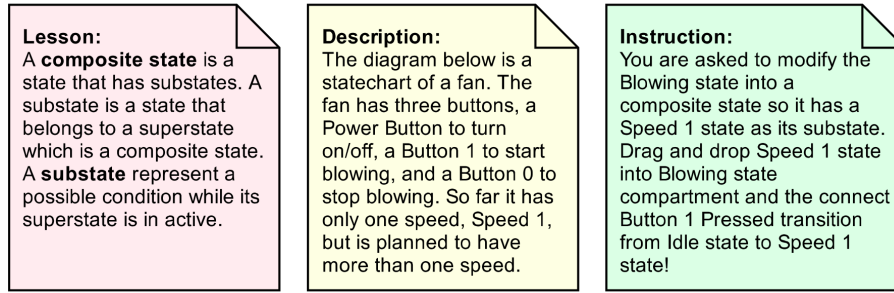 Lesson:
A composite state is a
state that has substates. A
substate is a state that
belongs to a superstate
which is a composite state.
A substate represent a
possible condition while its
superstate is in active.
Description:
The diagram below is a
statechart of a fan. The
fan has three buttons, a
Power Button to turn
on/off, a Button 1 to start
blowing, and a Button 0 to
stop blowing. So far it has
only one speed, Speed 1,
but is planned to have
more than one speed.
Instruction:
You are asked to modify the
Blowing state into a
composite state so it has a
Speed 1 state as its substate.
Drag and drop Speed 1 state
into Blowing state
compartment and the connect
Button 1 Pressed transition
from Idle state to Speed 1
state!